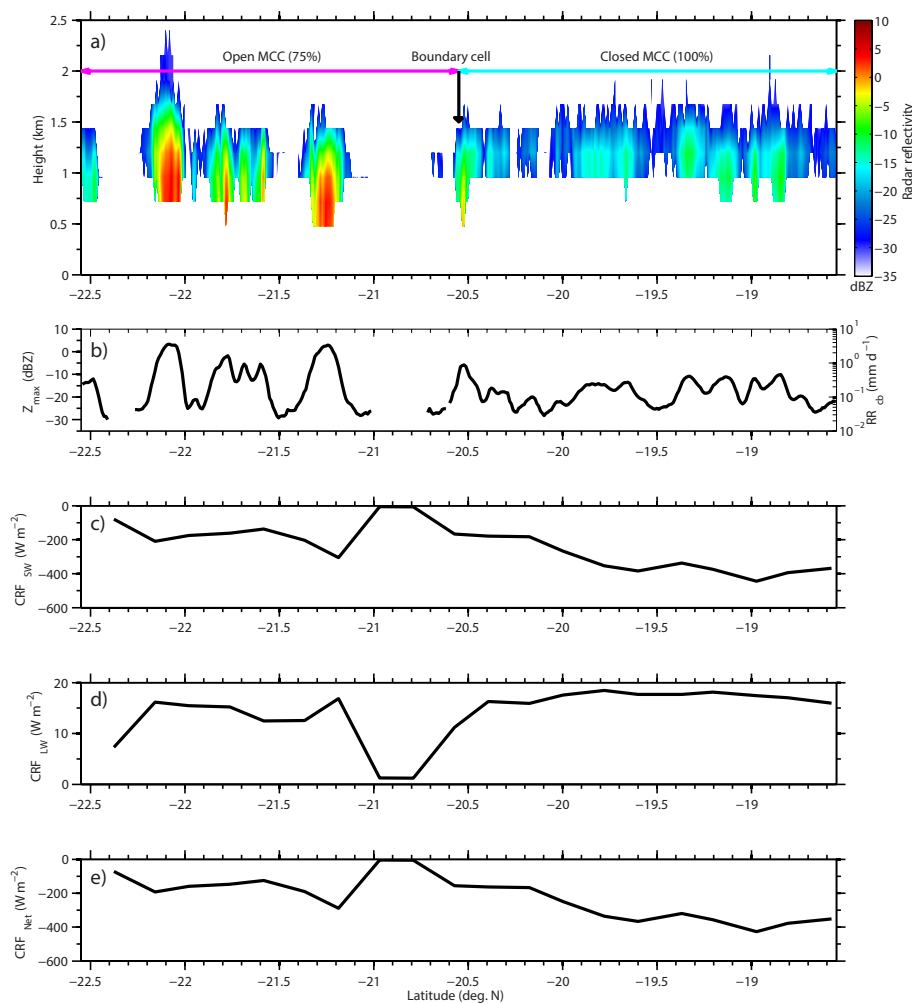 a)
Open MCC (75%)
Boundary cell
Closed MCC (100%)
Height (km)
2.5
2
1.5
1
0.5
0
−22.5 −22 −21.5 −21 −20.5 −20 −19.5 −19
10
5
0
−5
−10
−15
−20
−25
−30
−35
dBZ
Radar reflectivity
b)
Z max (dBZ)
10
0
−10
−20
−30
10^1
10^0
10^−1
10^−2
RR cb (mm d^−1)
−22.5 −22 −21.5 −21 −20.5 −20 −19.5 −19
c)
CRF SW (W m^−2)
0
−200
−400
−600
−22.5 −22 −21.5 −21 −20.5 −20 −19.5 −19
d)
CRF LW (W m^−2)
20
10
0
−22.5 −22 −21.5 −21 −20.5 −20 −19.5 −19
e)
CRF Net (W m^−2)
0
−200
−400
−600
−22.5 −22 −21.5 −21 −20.5 −20 −19.5 −19
Latitude (deg. N)